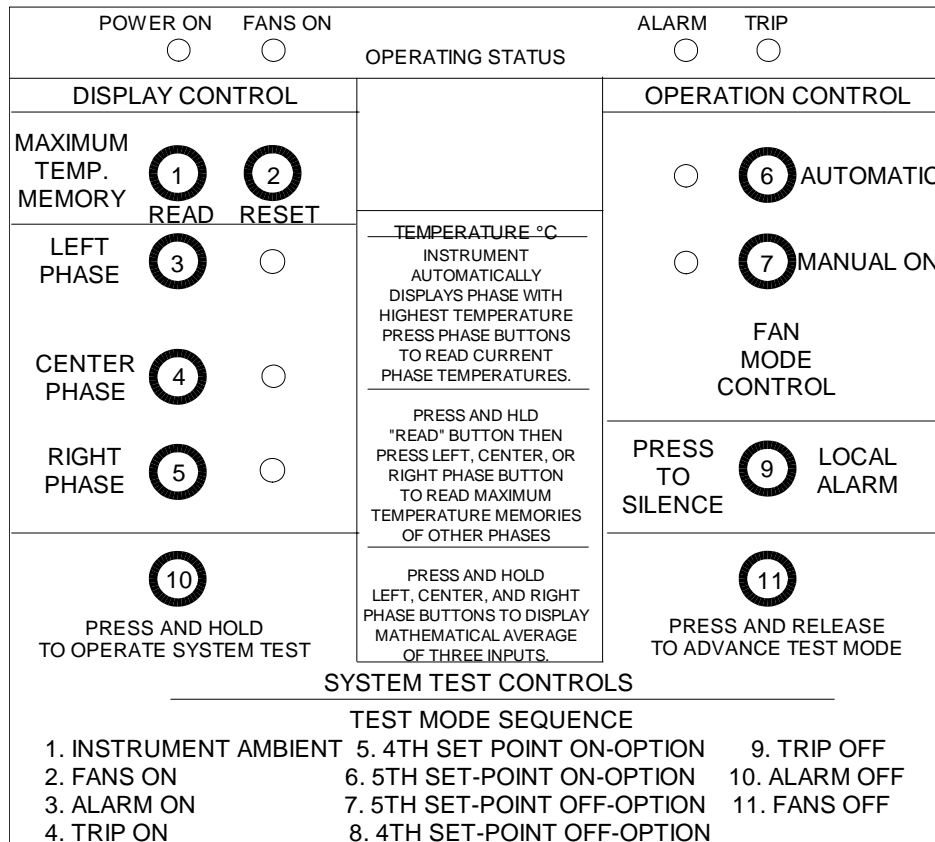 POWER ON FANS ON
ALARM TRIP
OPERATING STATUS
DISPLAY CONTROL
MAXIMUM
TEMP.
MEMORY
1
READ
2
RESET
LEFT
PHASE
3
CENTER
PHASE
4
RIGHT
PHASE
5
10
PRESS AND HOLD
TO OPERATE SYSTEM TEST
TEMPERATURE °C
INSTRUMENT
AUTOMATICALLY
DISPLAYS PHASE WITH
HIGHEST TEMPERATURE
PRESS PHASE BUTTONS
TO READ CURRENT
PHASE TEMPERATURES.
PRESS AND HLD
"READ" BUTTON THEN
PRESS LEFT, CENTER, OR
RIGHT PHASE BUTTON
TO READ MAXIMUM
TEMPERATURE MEMORIES
OF OTHER PHASES
PRESS AND HOLD
LEFT, CENTER, AND RIGHT
PHASE BUTTONS TO DISPLAY
MATHEMATICAL AVERAGE
OF THREE INPUTS.
OPERATION CONTROL
6 AUTOMATIC
7 MANUAL ON
FAN
MODE
CONTROL
PRESS
TO
SILENCE
9
LOCAL
ALARM
11
PRESS AND RELEASE
TO ADVANCE TEST MODE
SYSTEM TEST CONTROLS
TEST MODE SEQUENCE
1. INSTRUMENT AMBIENT
2. FANS ON
3. ALARM ON
4. TRIP ON
5. 4TH SET POINT ON-OPTION
6. 5TH SET-POINT ON-OPTION
7. 5TH SET-POINT OFF-OPTION
8. 4TH SET-POINT OFF-OPTION
9. TRIP OFF
10. ALARM OFF
11. FANS OFF